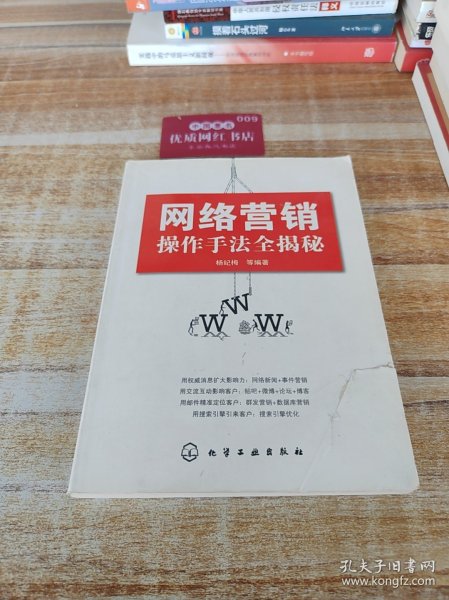 009
中国书店
优质网红书店
网络营销
操作手法全揭秘
杨纪梅 等编著
WWW
用权威消息扩大影响力：网络新闻+事件营销
用交流互动影响客户：贴吧+微博+论坛+博客
用邮件精准定位客户：群发营销+数据库营销
用搜索引擎引来客户：搜索引擎优化
化学工业出版社
孔夫子旧书网
www.kongfz.com